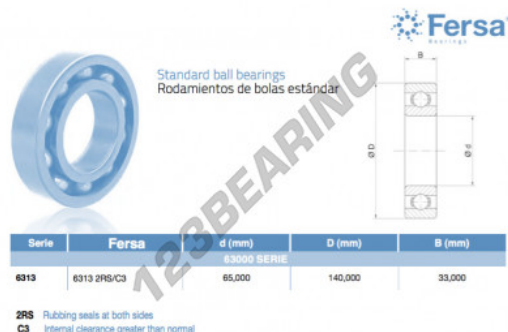 Fersa
Bearings
Standard ball bearings
Rodamientos de bolas estándar
B
Ø D
Ø d
123BEARING
Serie Fersa d (mm) D (mm) B (mm)
63000 SERIE
6313 6313 2RS/C3 65,000 140,000 33,000
2RS Rubbing seals at both sides
C3 Internal clearance greater than normal